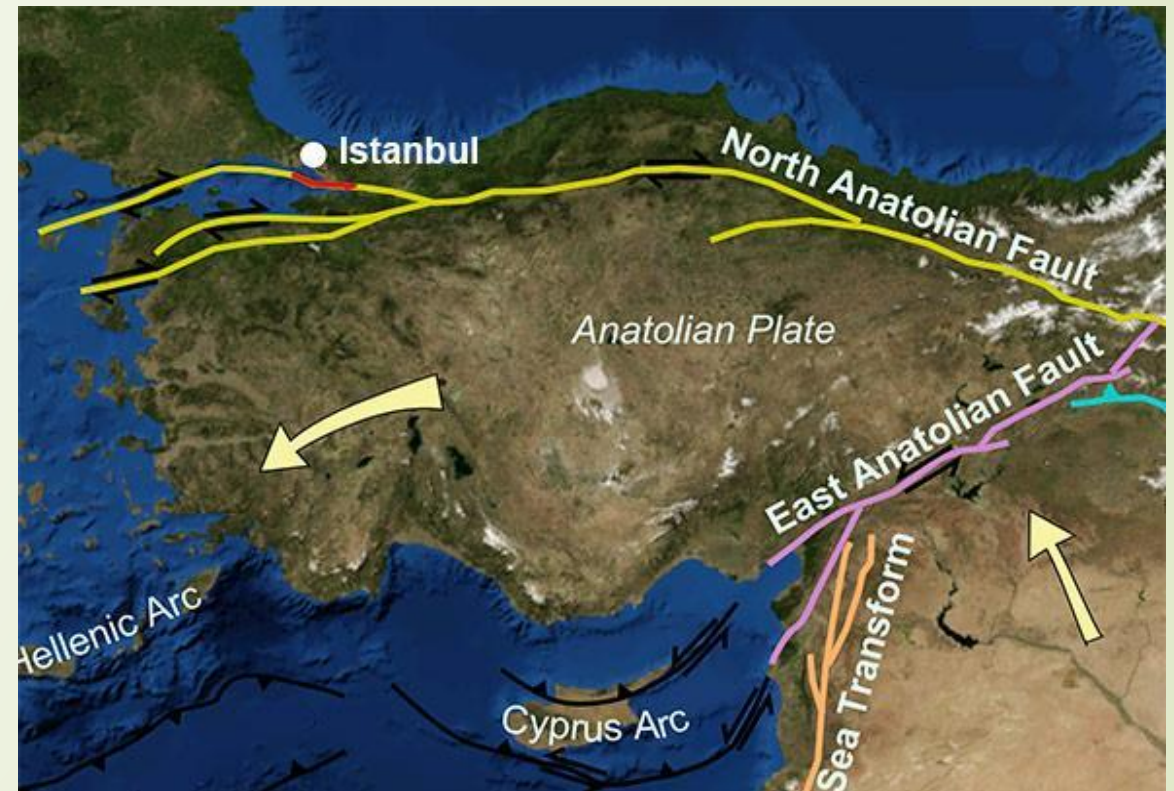 Istanbul
North Anatolian Fault
Anatolian Plate
East Anatolian Fault
Hellenic Arc
Sea Transform
Cyprus Arc